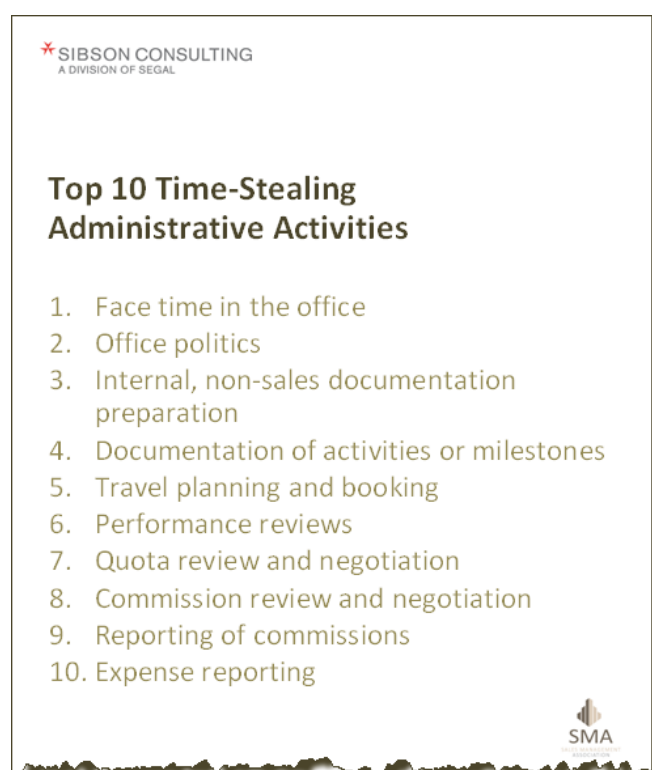 SIBSON CONSULTING
A DIVISION OF SEGAL
Top 10 Time-Stealing
Administrative Activities
1. Face time in the office
2. Office politics
3. Internal, non-sales documentation
preparation
4. Documentation of activities or milestones
5. Travel planning and booking
6. Performance reviews
7. Quota review and negotiation
8. Commission review and negotiation
9. Reporting of commissions
10. Expense reporting
SMA
SALES MANAGEMENT
ASSOCIATION